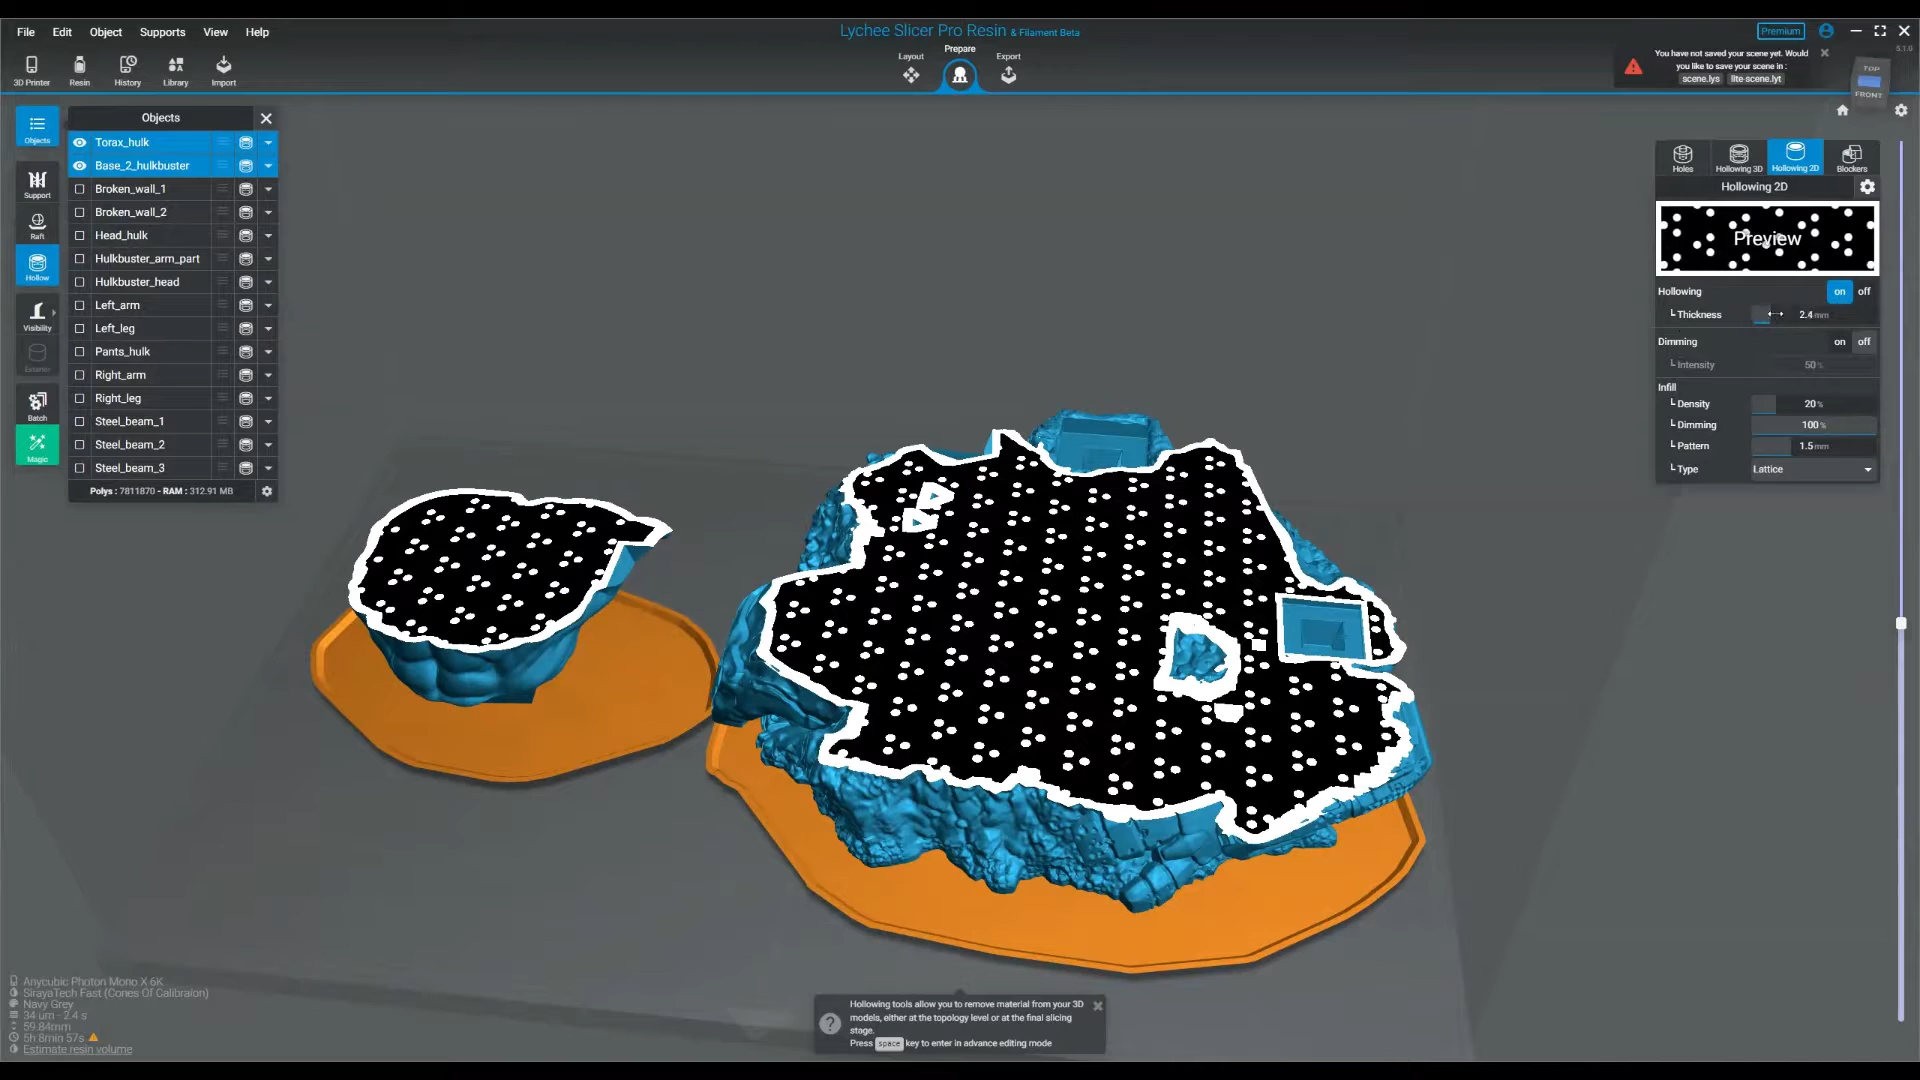 File Edit Object Supports View Help
Lychee Slicer Pro Resin & Filament Beta
Premium
5.1.0
3D Printer Resin History Library Import
Layout Prepare Export
You have not saved your scene yet. Would
you like to save your scene in :
scene.lys lite-scene.lyt
TOP
FRONT
Objects
Support
Raft
Hollow
Visibility
Batch
Magic
Objects
Torax_hulk
Base_2_hulkbuster
Broken_wall_1
Broken_wall_2
Head_hulk
Hulkbuster_arm_part
Hulkbuster_head
Left_arm
Left_leg
Pants_hulk
Right_arm
Right_leg
Steel_beam_1
Steel_beam_2
Steel_beam_3
Polys : 7811870 - RAM : 312.91 MB
Holes Hollowing 3D Hollowing 2D Blockers
Hollowing 2D
Preview
Hollowing on off
Thickness 2.4 mm
Dimming on off
Intensity 50 %
Infill
Density 20 %
Dimming 100 %
Pattern 1.5 mm
Type Lattice
Anycubic Photon Mono X 6K
SirayaTech Fast (Cones Of Calibraion)
Navy Grey
34 um - 2.4 s
59.84mm
5h 8min 57s
Estimate resin volume
Hollowing tools allow you to remove material from your 3D
models, either at the topology level or at the final slicing
stage.
Press space key to enter in advance editing mode